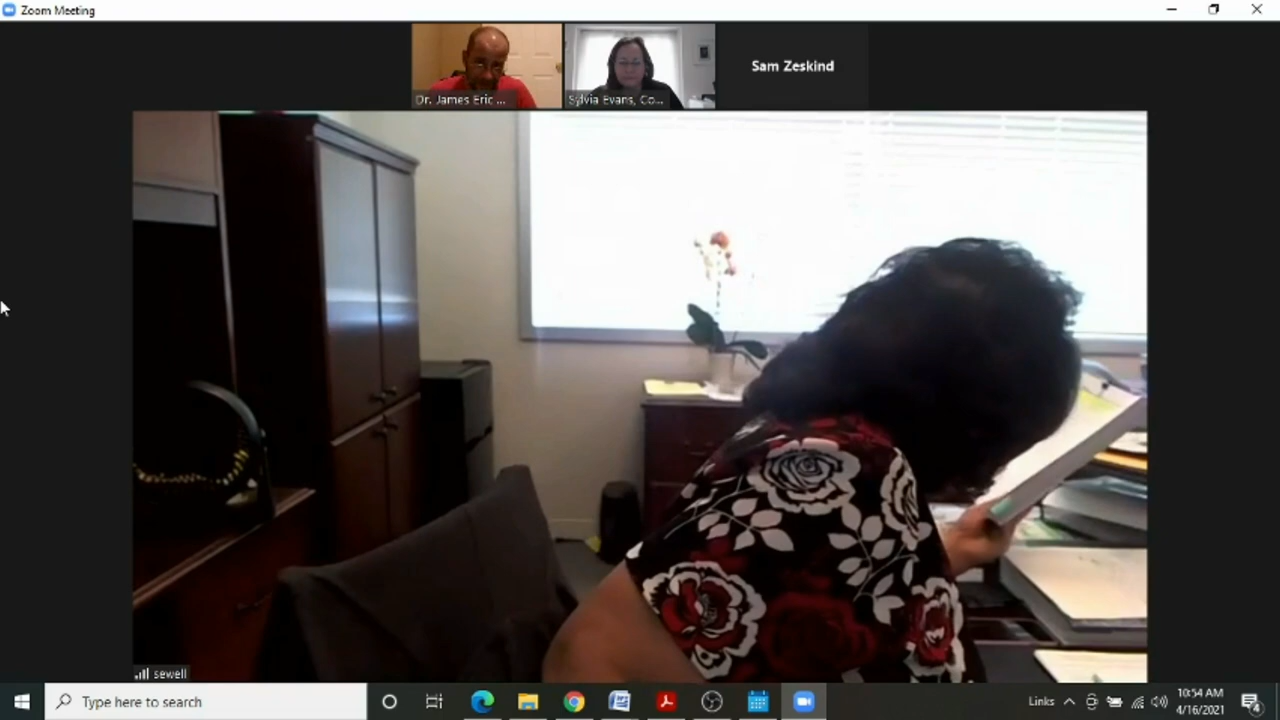 Zoom Meeting
Dr. James Eric ...
Sylvia Evans, Co...
Sam Zeskind
sewell
Type here to search
Links
10:54 AM
4/16/2021
4